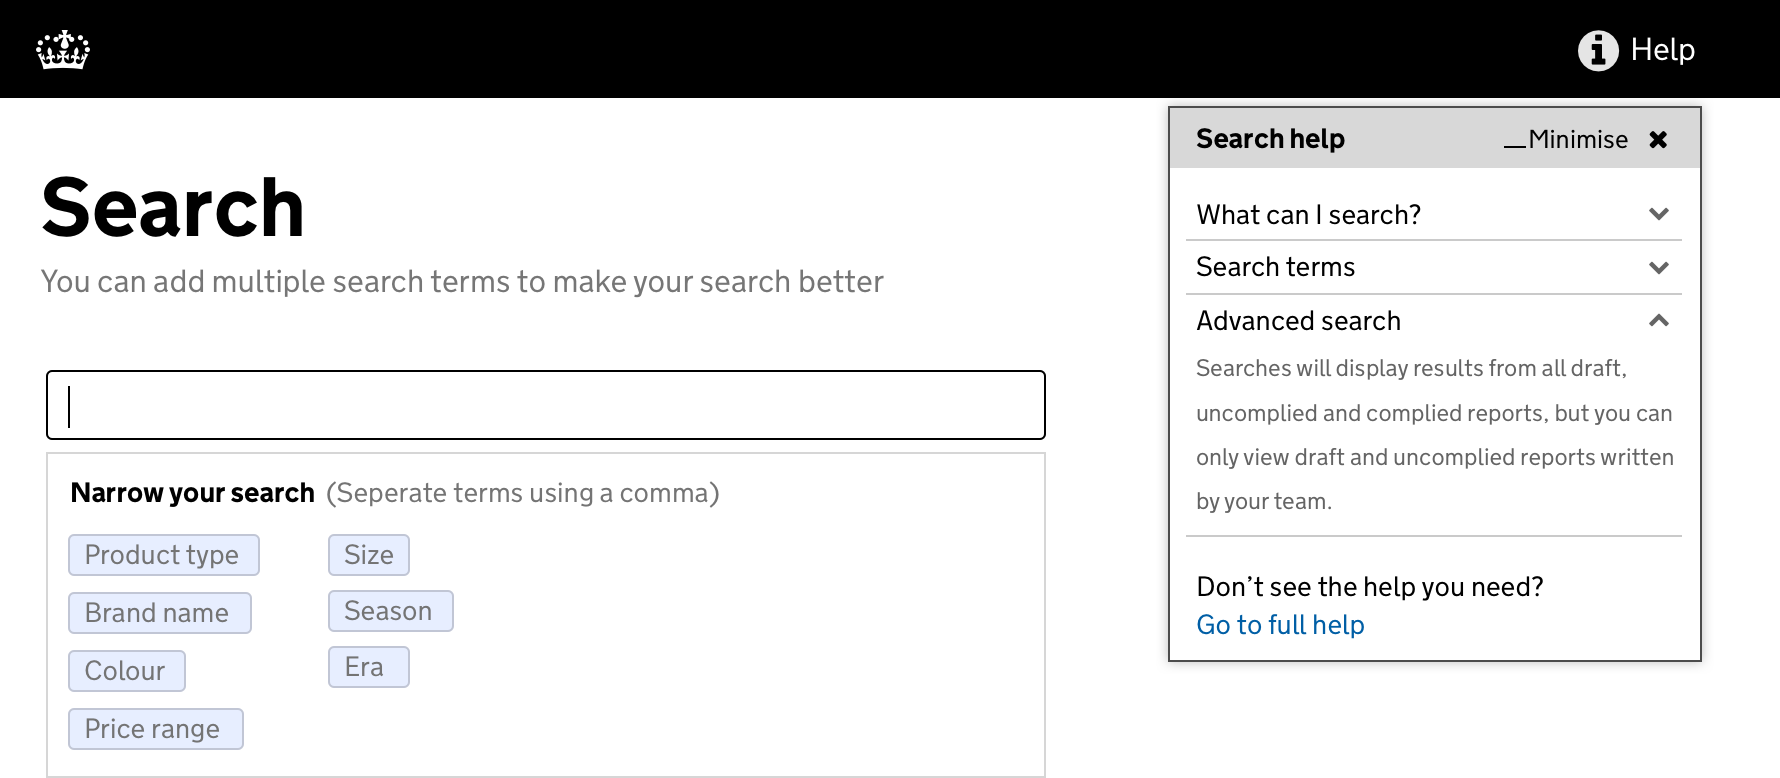 Help
Search
You can add multiple search terms to make your search better
Narrow your search (Seperate terms using a comma)
Product type
Size
Brand name
Season
Colour
Era
Price range
Search help
Minimise
What can I search?
Search terms
Advanced search
Searches will display results from all draft,
uncomplied and complied reports, but you can
only view draft and uncomplied reports written
by your team.
Don’t see the help you need?
Go to full help